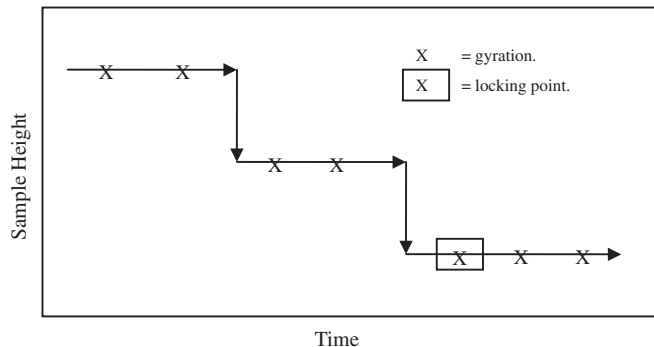 X = gyration.
X = locking point.
X X
X X
X X X
Sample Height
Time